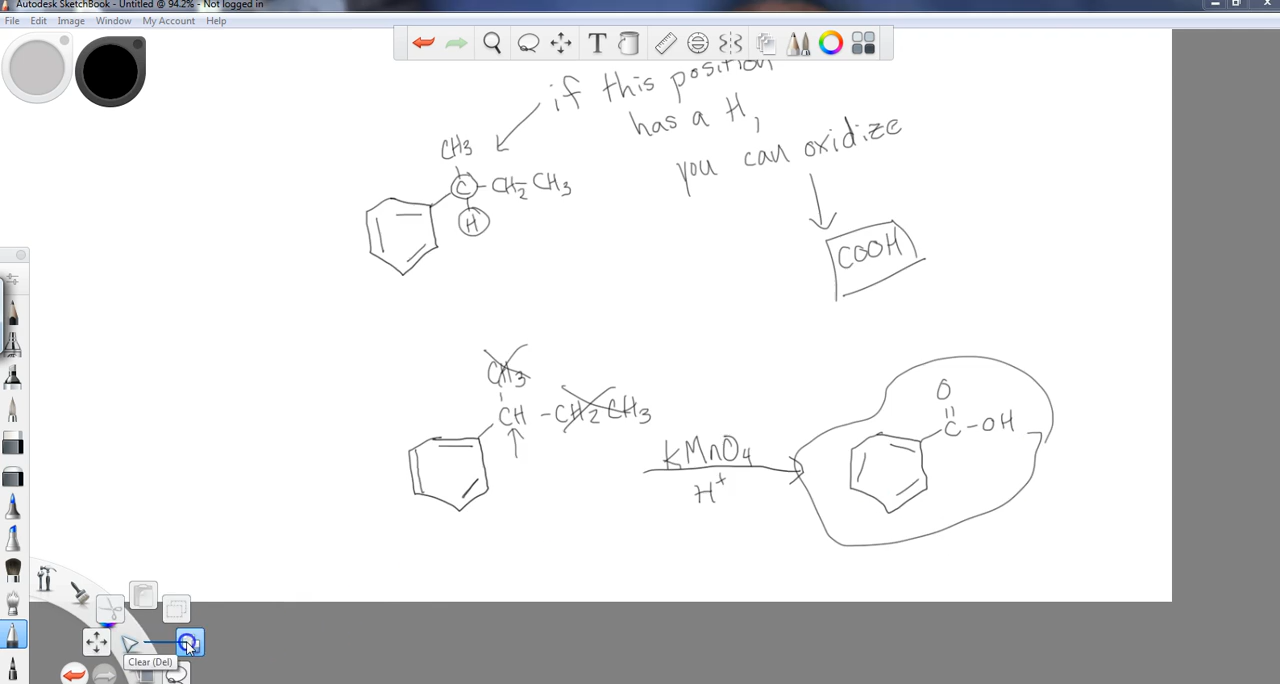 Autodesk SketchBook - Untitled @ 94.2% - Not logged in
File Edit Image Window My Account Help
if this position
has a H,
you can oxidize
CH3
C - CH2 CH3
H
COOH
CH3
CH - CH2 CH3
KMnO4
H+
O
C - OH
Clear (Del)